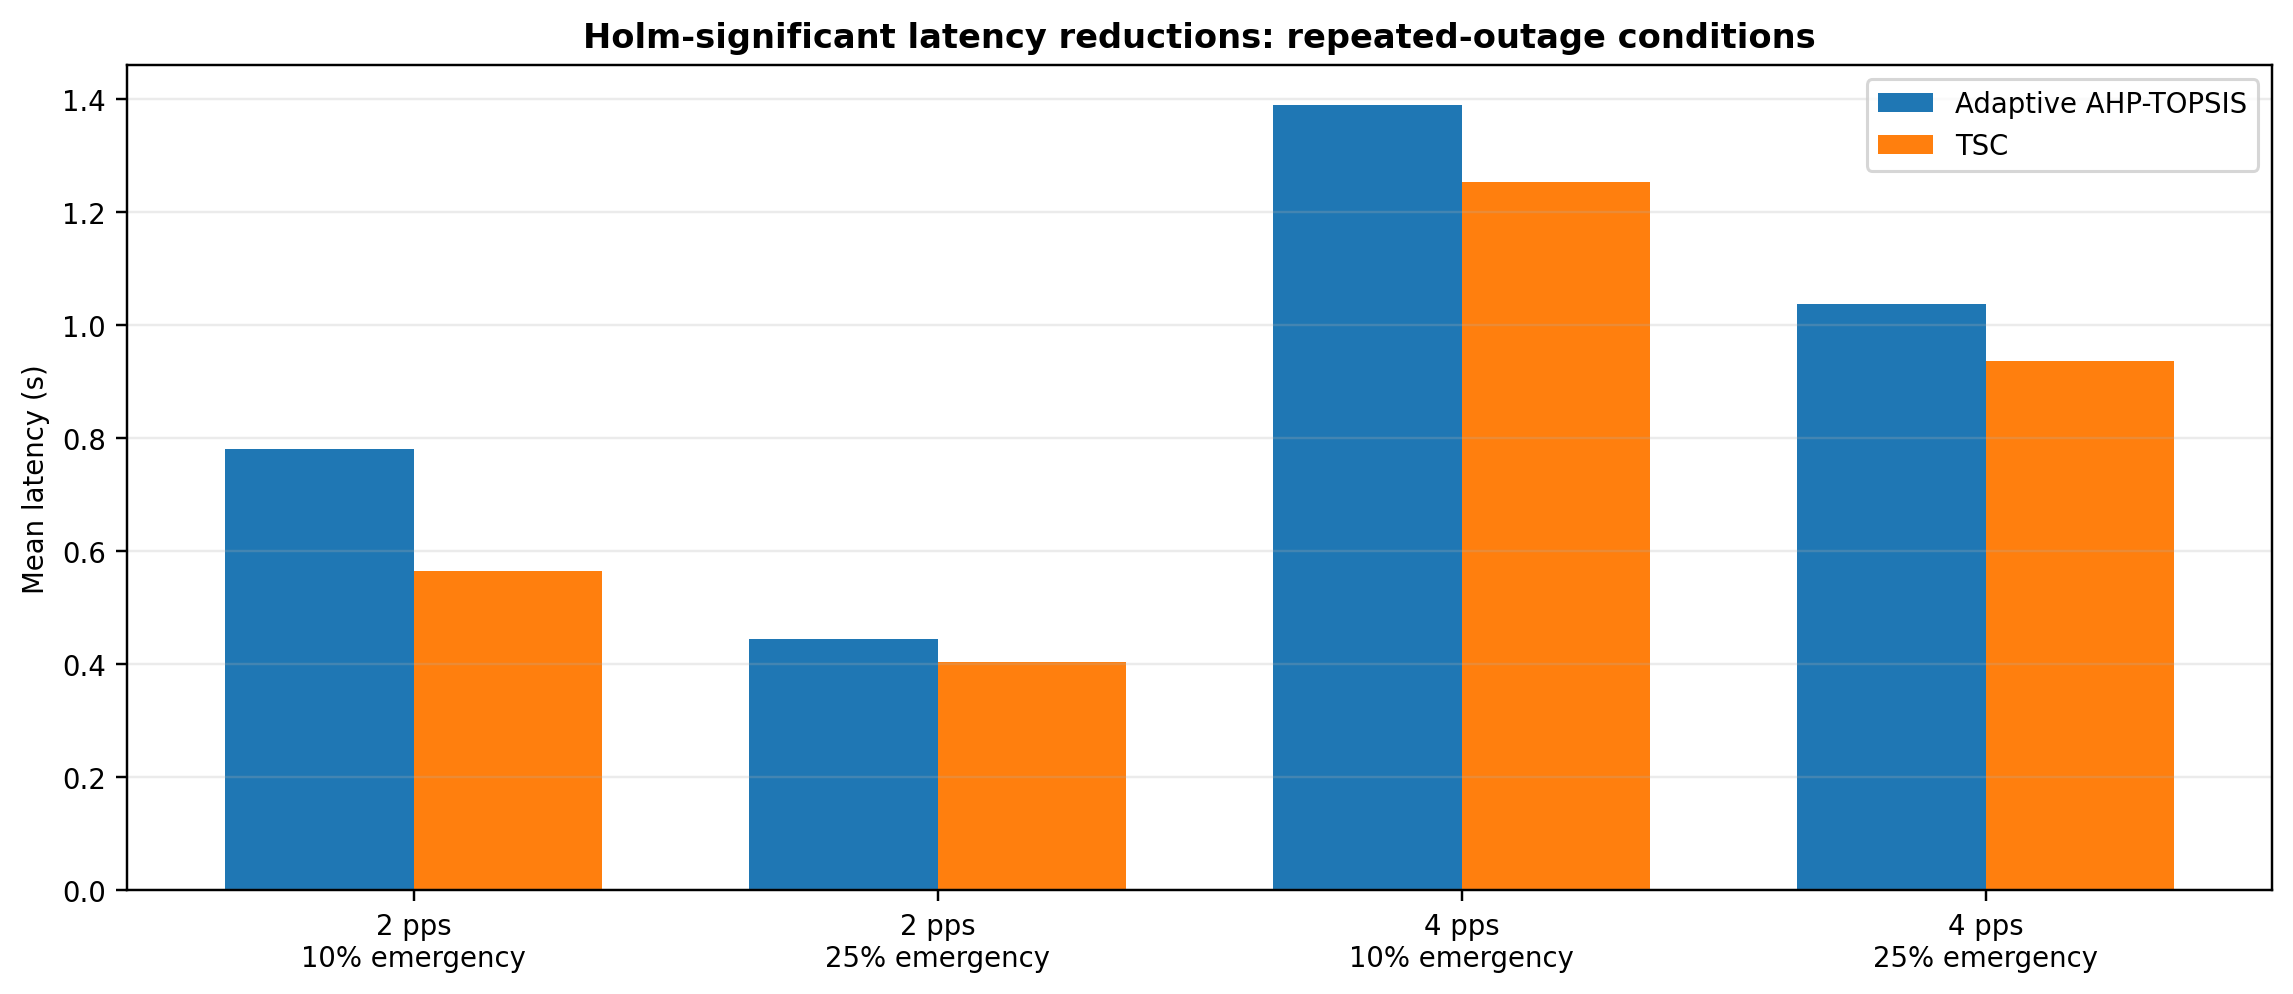 Holm-significant latency reductions: repeated-outage conditions
Adaptive AHP-TOPSIS
TSC
Mean latency (s)
1.4
1.2
1.0
0.8
0.6
0.4
0.2
0.0
2 pps
10% emergency
2 pps
25% emergency
4 pps
10% emergency
4 pps
25% emergency